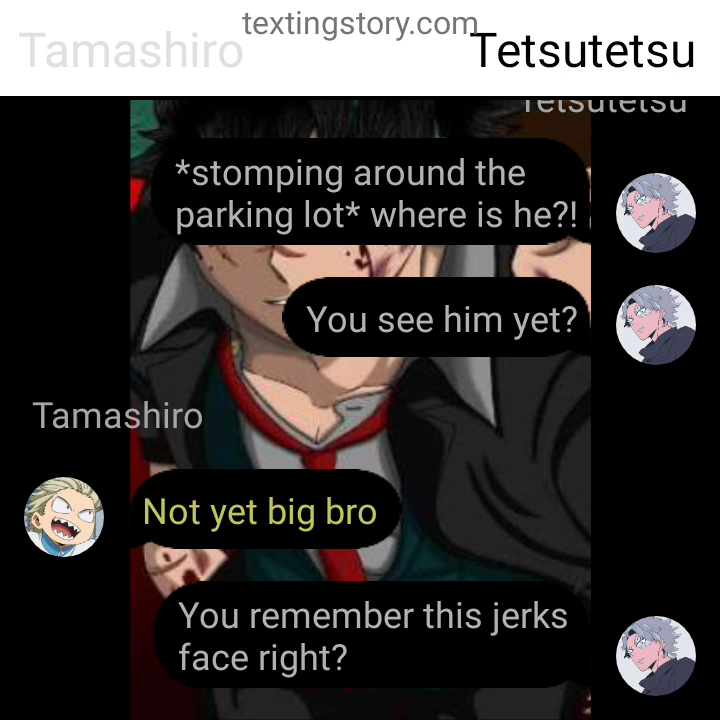 textingstory.com
Tamashiro
Tetsutetsu
Tetsutetsu
*stomping around the
parking lot* where is he?!
You see him yet?
Tamashiro
Not yet big bro
You remember this jerks
face right?